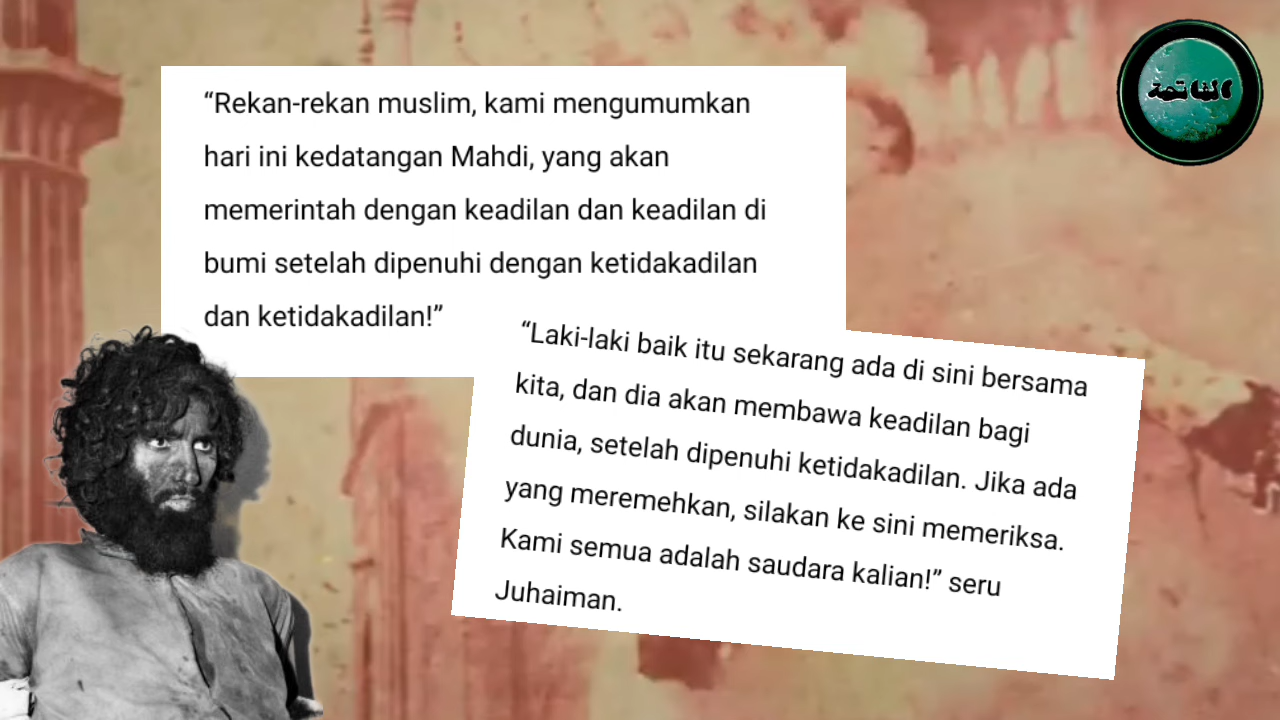 “Rekan-rekan muslim, kami mengumumkan
hari ini kedatangan Mahdi, yang akan
memerintah dengan keadilan dan keadilan di
bumi setelah dipenuhi dengan ketidakadilan
dan ketidakadilan!”
“Laki-laki baik itu sekarang ada di sini bersama
kita, dan dia akan membawa keadilan bagi
dunia, setelah dipenuhi ketidakadilan. Jika ada
yang meremehkan, silakan ke sini memeriksa.
Kami semua adalah saudara kalian!” seru
Juhaiman.